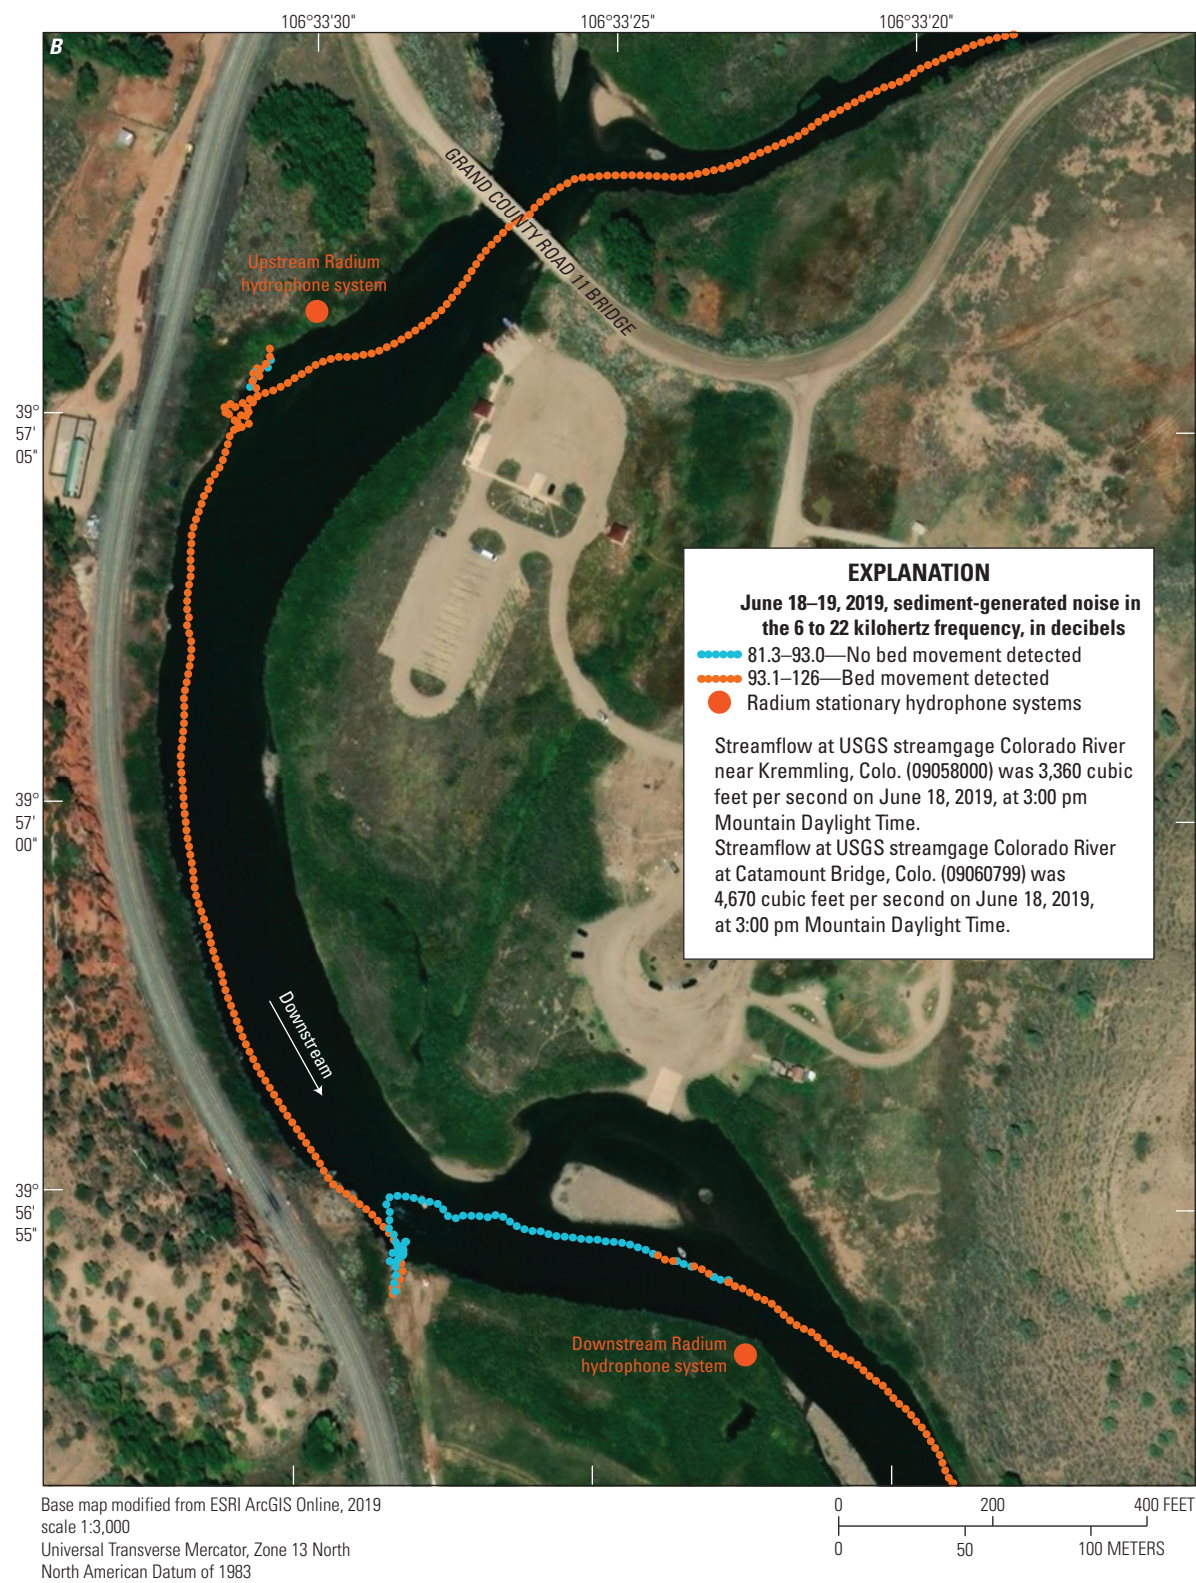 106°33'30" 106°33'25" 106°33'20"
B
GRAND COUNTY ROAD 11 BRIDGE
Upstream Radium
hydrophone system
39°
57'
05"
EXPLANATION
June 18–19, 2019, sediment-generated noise in
the 6 to 22 kilohertz frequency, in decibels
81.3–93.0—No bed movement detected
93.1–126—Bed movement detected
Radium stationary hydrophone systems
Streamflow at USGS streamgage Colorado River
near Kremmling, Colo. (09058000) was 3,360 cubic
feet per second on June 18, 2019, at 3:00 pm
Mountain Daylight Time.
Streamflow at USGS streamgage Colorado River
at Catamount Bridge, Colo. (09060799) was
4,670 cubic feet per second on June 18, 2019,
at 3:00 pm Mountain Daylight Time.
39°
57'
00"
Downstream
39°
56'
55"
Downstream Radium
hydrophone system
Base map modified from ESRI ArcGIS Online, 2019
scale 1:3,000
Universal Transverse Mercator, Zone 13 North
North American Datum of 1983
0 200 400 FEET
0 50 100 METERS